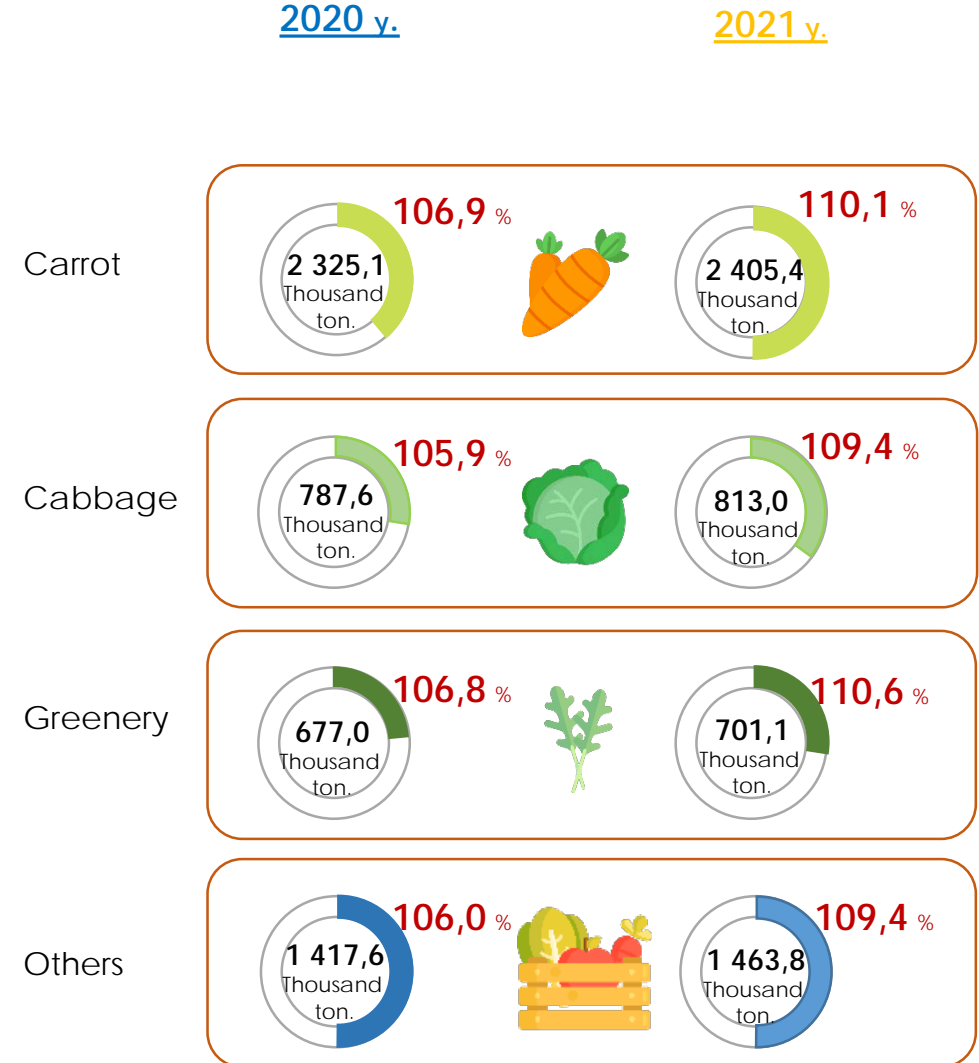 2020 y. 2021 y.
Carrot
106,9 %
2 325,1
Thousand
ton.
110,1 %
2 405,4
Thousand
ton.
Cabbage
105,9 %
787,6
Thousand
ton.
109,4 %
813,0
Thousand
ton.
Greenery
106,8 %
677,0
Thousand
ton.
110,6 %
701,1
Thousand
ton.
Others
106,0 %
1 417,6
Thousand
ton.
109,4 %
1 463,8
Thousand
ton.